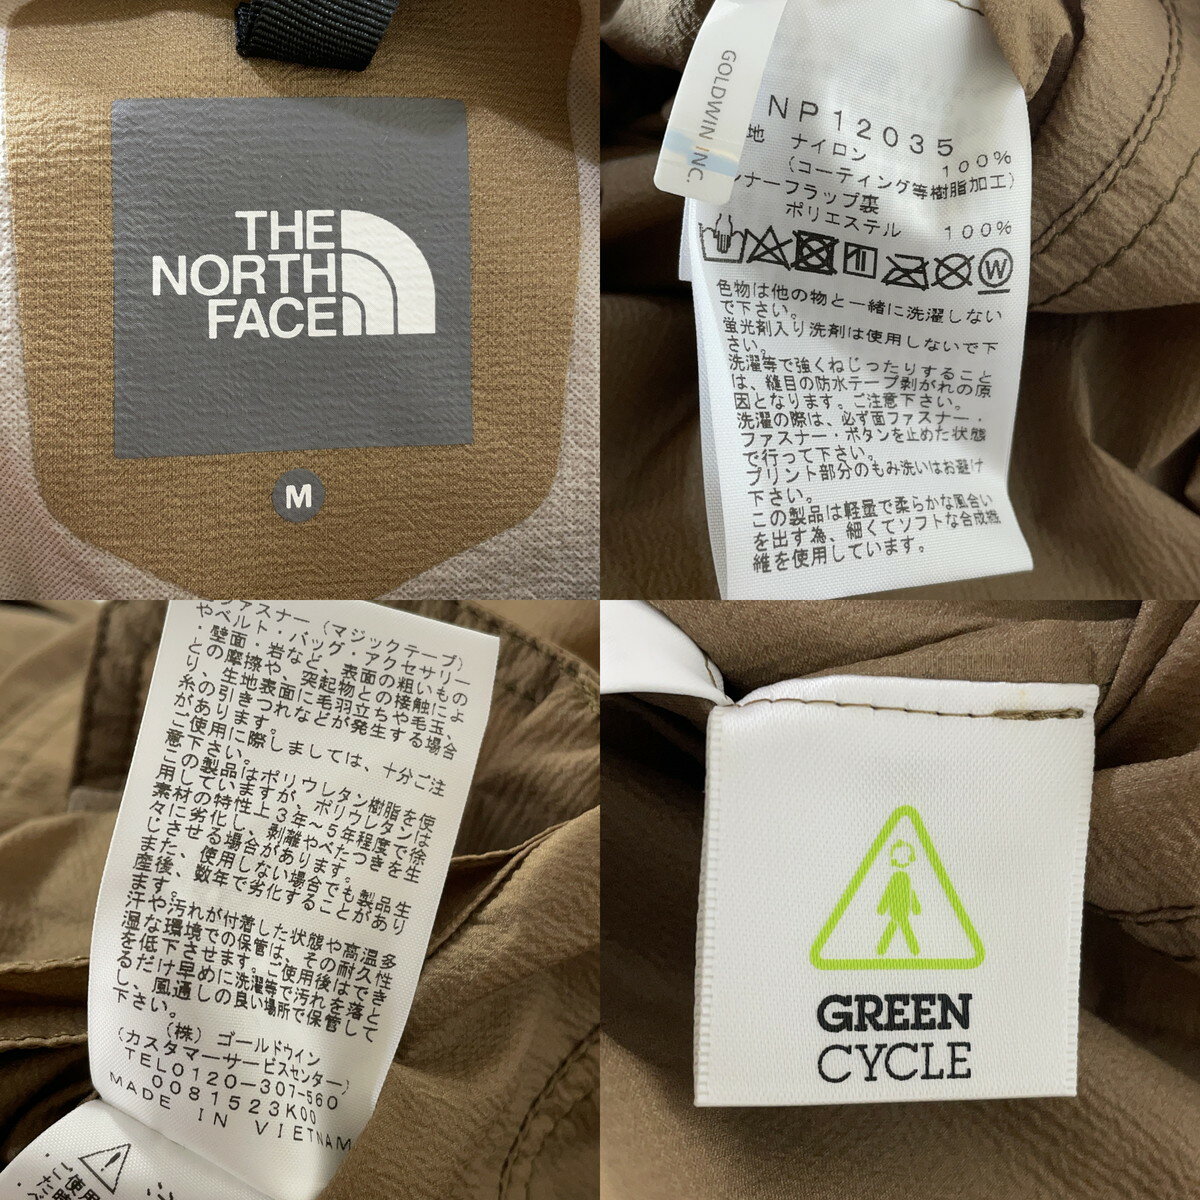 THE
NORTH
FACE
M
GOLDWIN INC.
NP12035
地 ナイロン 100%
(コーティング等樹脂加工)
ナーフラップ裏
ポリエステル 100%
W
色物は他の物と一緒に洗濯しない
で下さい。
蛍光剤入り洗剤は使用しないで下
さい。
洗濯等で強くねじったりすること
は、縫目の防水テープ剥がれの原
因となります。ご注意下さい。
洗濯の際は、必ず面ファスナー・
ファスナー・ボタンを止めた状態
で行って下さい。
プリント部分のもみ洗いはお避け
下さい。
この製品は軽量で柔らかな風合い
を出す為、細くてソフトな合成繊
維を使用しています。
ファスナー(マジックテープ)
やベルト・バッグ・アクセサリー
・壁面・岩など、表面の粗いもの
との摩擦や、突起物との接触によ
り、生地表面に毛羽立ちや毛玉、
糸の引きつれなどが発生する場合
があります。
ご使用に際しましては、十分ご注
意下さい。
この製品はポリウレタン樹脂を使
用していますが、ポリウレタンは
素材の特性上3年～5年程度で徐
々に劣化し、剥離やべたつきを生
じさせる場合があります。
また、使用しない場合でも製品生
産後、数年で劣化することがあり
ます。
汗や汚れが付着した状態や高温多
湿な環境での保管は、その耐久性
を低下させます。ご使用後はでき
るだけ早めに洗濯等で汚れを落と
し、風通しの良い場所で保管して
下さい。
(株)ゴールドウイン
(カスタマーサービスセンター)
TEL0120-307-560
0081523K00
MADE IN VIETNAM
GREEN
CYCLE